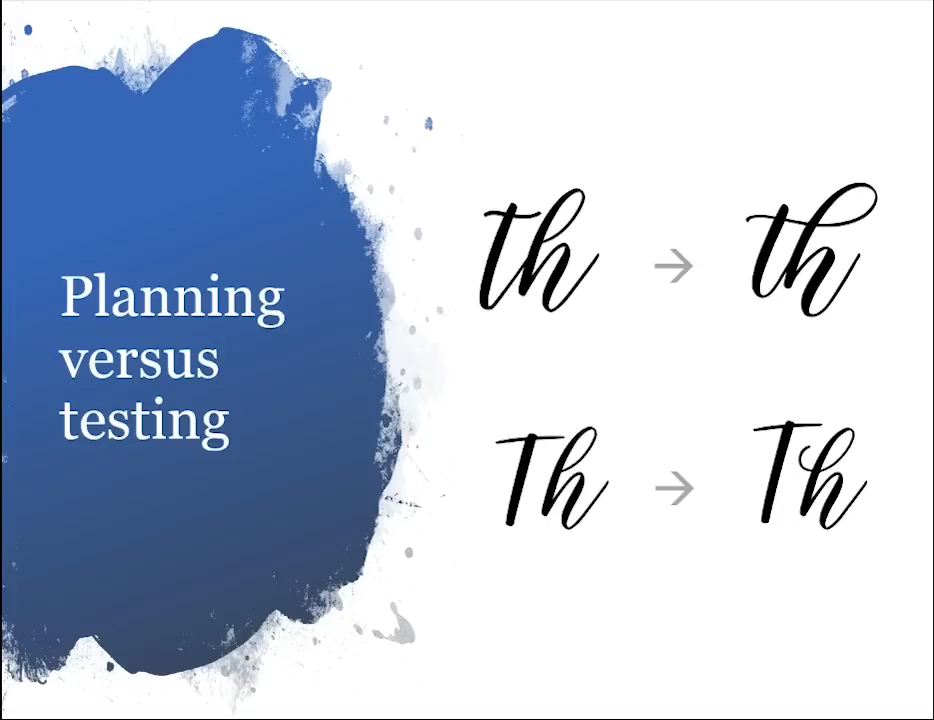 Planning
versus
testing
th → th
Th → Th